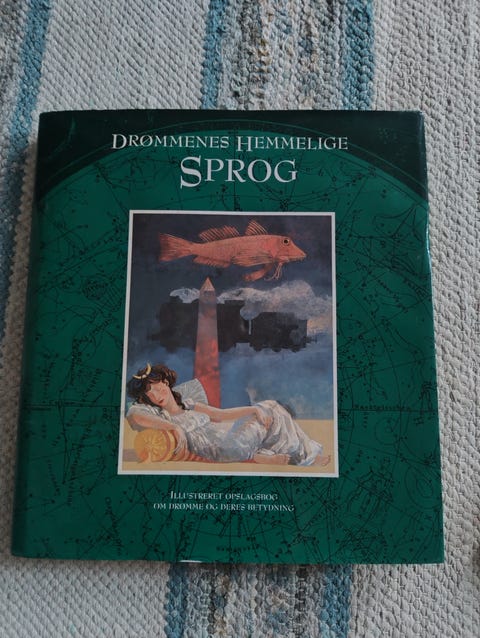 DRØMMENES HEMMELIGE
SPROG
ILLUSTRERET OPSLAGSBOG
OM DRØMME OG DERES BETYDNING